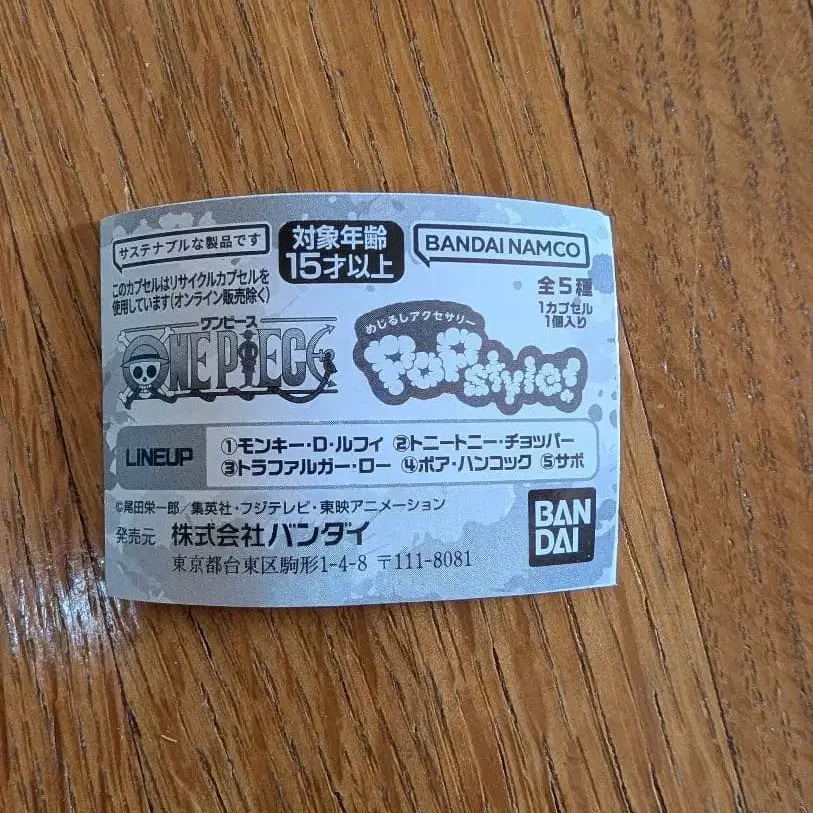 サステナブルな製品です
対象年齢
15才以上
BANDAI NAMCO
このカプセルはリサイクルカプセルを
使用しています(オンライン販売除く)
全5種
1カプセル
1個入り
ワンピース
ONE PIECE
めじるしアクセサリー
PoP style!
LINEUP
①モンキー・D・ルフィ ②トニートニー・チョッパー
③トラファルガー・ロー ④ボア・ハンコック ⑤サボ
©尾田栄一郎/集英社・フジテレビ・東映アニメーション
発売元 株式会社バンダイ
東京都台東区駒形1-4-8 〒111-8081
BAN
DAI